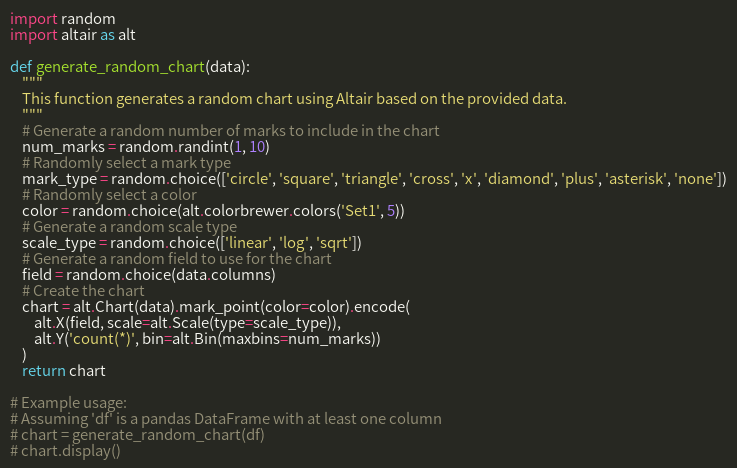 import random
import altair as alt
def generate_random_chart(data):
"""
This function generates a random chart using Altair based on the provided data.
"""
# Generate a random number of marks to include in the chart
num_marks = random.randint(1, 10)
# Randomly select a mark type
mark_type = random.choice(['circle', 'square', 'triangle', 'cross', 'x', 'diamond', 'plus', 'asterisk', 'none'])
# Randomly select a color
color = random.choice(alt.colorbrewer.colors('Set1', 5))
# Generate a random scale type
scale_type = random.choice(['linear', 'log', 'sqrt'])
# Generate a random field to use for the chart
field = random.choice(data.columns)
# Create the chart
chart = alt.Chart(data).mark_point(color=color).encode(
alt.X(field, scale=alt.Scale(type=scale_type)),
alt.Y('count(*)', bin=alt.Bin(maxbins=num_marks))
)
return chart
# Example usage:
# Assuming 'df' is a pandas DataFrame with at least one column
# chart = generate_random_chart(df)
# chart.display()